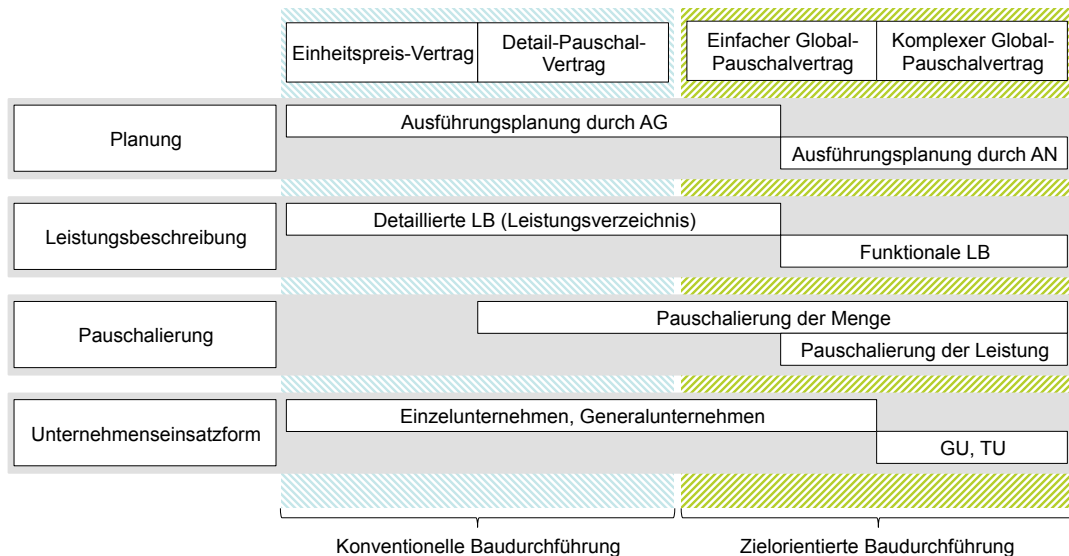 Einheitspreis-Vertrag
Detail-Pauschal-
Vertrag
Einfacher Global-
Pauschalvertrag
Komplexer Global-
Pauschalvertrag
Planung
Ausführungsplanung durch AG
Ausführungsplanung durch AN
Leistungsbeschreibung
Detaillierte LB (Leistungsverzeichnis)
Funktionale LB
Pauschalierung
Pauschalierung der Menge
Pauschalierung der Leistung
Unternehmenseinsatzform
Einzelunternehmen, Generalunternehmen
GU, TU
Konventionelle Baudurchführung
Zielorientierte Baudurchführung